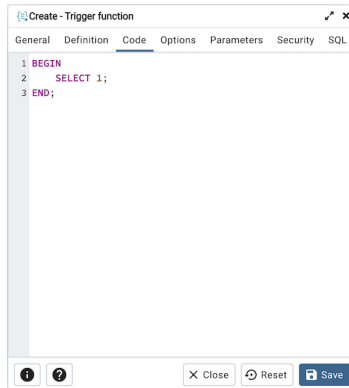 Create - Trigger function
General Definition Code Options Parameters Security SQL
1 BEGIN
2 SELECT 1;
3 END;
Close Reset Save